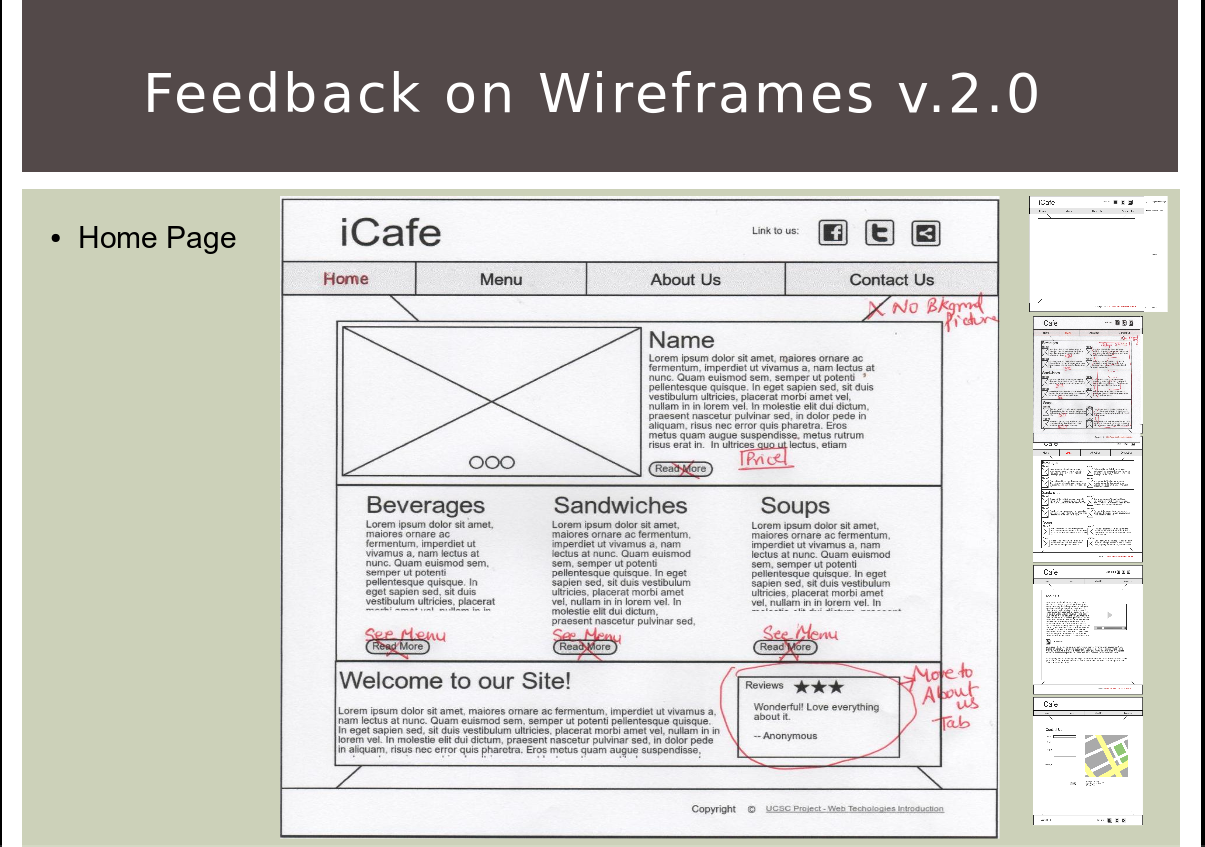 Feedback on Wireframes v.2.0
• Home Page
iCafe
Link to us:
Home Menu About Us Contact Us
X No Bkgrnd
Picture
Name
Lorem ipsum dolor sit amet, maiores ornare ac
fermentum, imperdiet ut vivamus a, nam lectus at
nunc. Quam euismod sem, semper ut potenti
pellentesque quisque. In eget sapien sed, sit duis
vestibulum ultricies, placerat morbi amet vel,
nullam in in lorem vel. In molestie elit dui dictum,
praesent nascetur pulvinar sed, in dolor pede in
aliquam, risus nec error quis pharetra. Eros
metus quam augue suspendisse, metus rutrum
risus erat in. In ultrices quo ut lectus, etiam
Read More
Price
Beverages
Lorem ipsum dolor sit amet,
maiores ornare ac
fermentum, imperdiet ut
vivamus a, nam lectus at
nunc. Quam euismod sem,
semper ut potenti
pellentesque quisque. In
eget sapien sed, sit duis
vestibulum ultricies, placerat
morbi amet vel, nullam in in
See Menu
Read More
Sandwiches
Lorem ipsum dolor sit amet,
maiores ornare ac fermentum,
imperdiet ut vivamus a, nam
lectus at nunc. Quam euismod
sem, semper ut potenti
pellentesque quisque. In eget
sapien sed, sit duis vestibulum
ultricies, placerat morbi amet
vel, nullam in in lorem vel. In
molestie elit dui dictum,
praesent nascetur pulvinar sed,
See Menu
Read More
Soups
Lorem ipsum dolor sit amet,
maiores ornare ac fermentum,
imperdiet ut vivamus a, nam
lectus at nunc. Quam euismod
sem, semper ut potenti
pellentesque quisque. In eget
sapien sed, sit duis vestibulum
ultricies, placerat morbi amet
vel, nullam in in lorem vel. In
See Menu
Read More
Welcome to our Site!
Lorem ipsum dolor sit amet, maiores ornare ac fermentum, imperdiet ut vivamus a,
nam lectus at nunc. Quam euismod sem, semper ut potenti pellentesque quisque.
In eget sapien sed, sit duis vestibulum ultricies, placerat morbi amet vel, nullam in in
lorem vel. In molestie elit dui dictum, praesent nascetur pulvinar sed, in dolor pede
in aliquam, risus nec error quis pharetra. Eros metus quam augue suspendisse,
Reviews ★★★
Wonderful! Love everything
about it.
-- Anonymous
Move to
About
us
Tab
Copyright © UCSC Project - Web Techologies Introduction
iCafe
iCafe
iCafe
iCafe